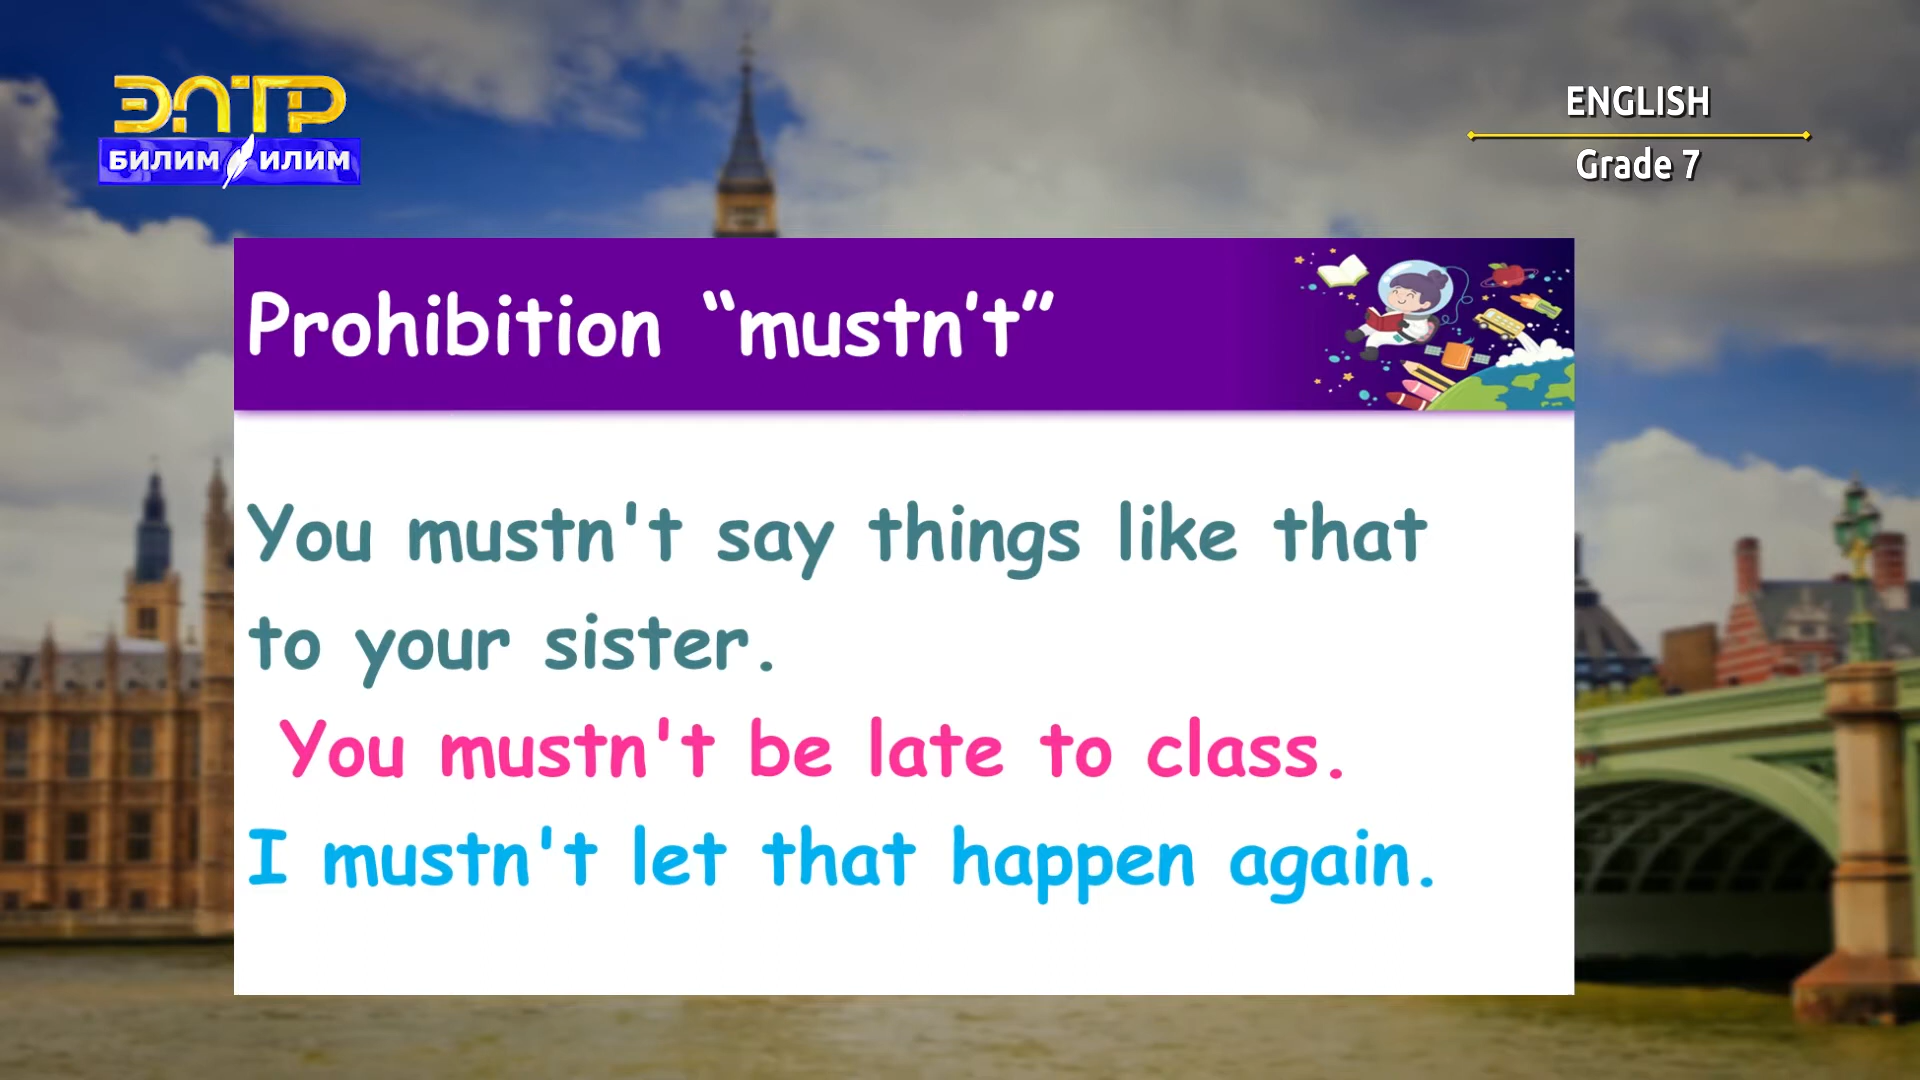 ЭЛТР
БИЛИМ ИЛИМ
ENGLISH
Grade 7
Prohibition “mustn’t”
You mustn't say things like that
to your sister.
You mustn't be late to class.
I mustn't let that happen again.